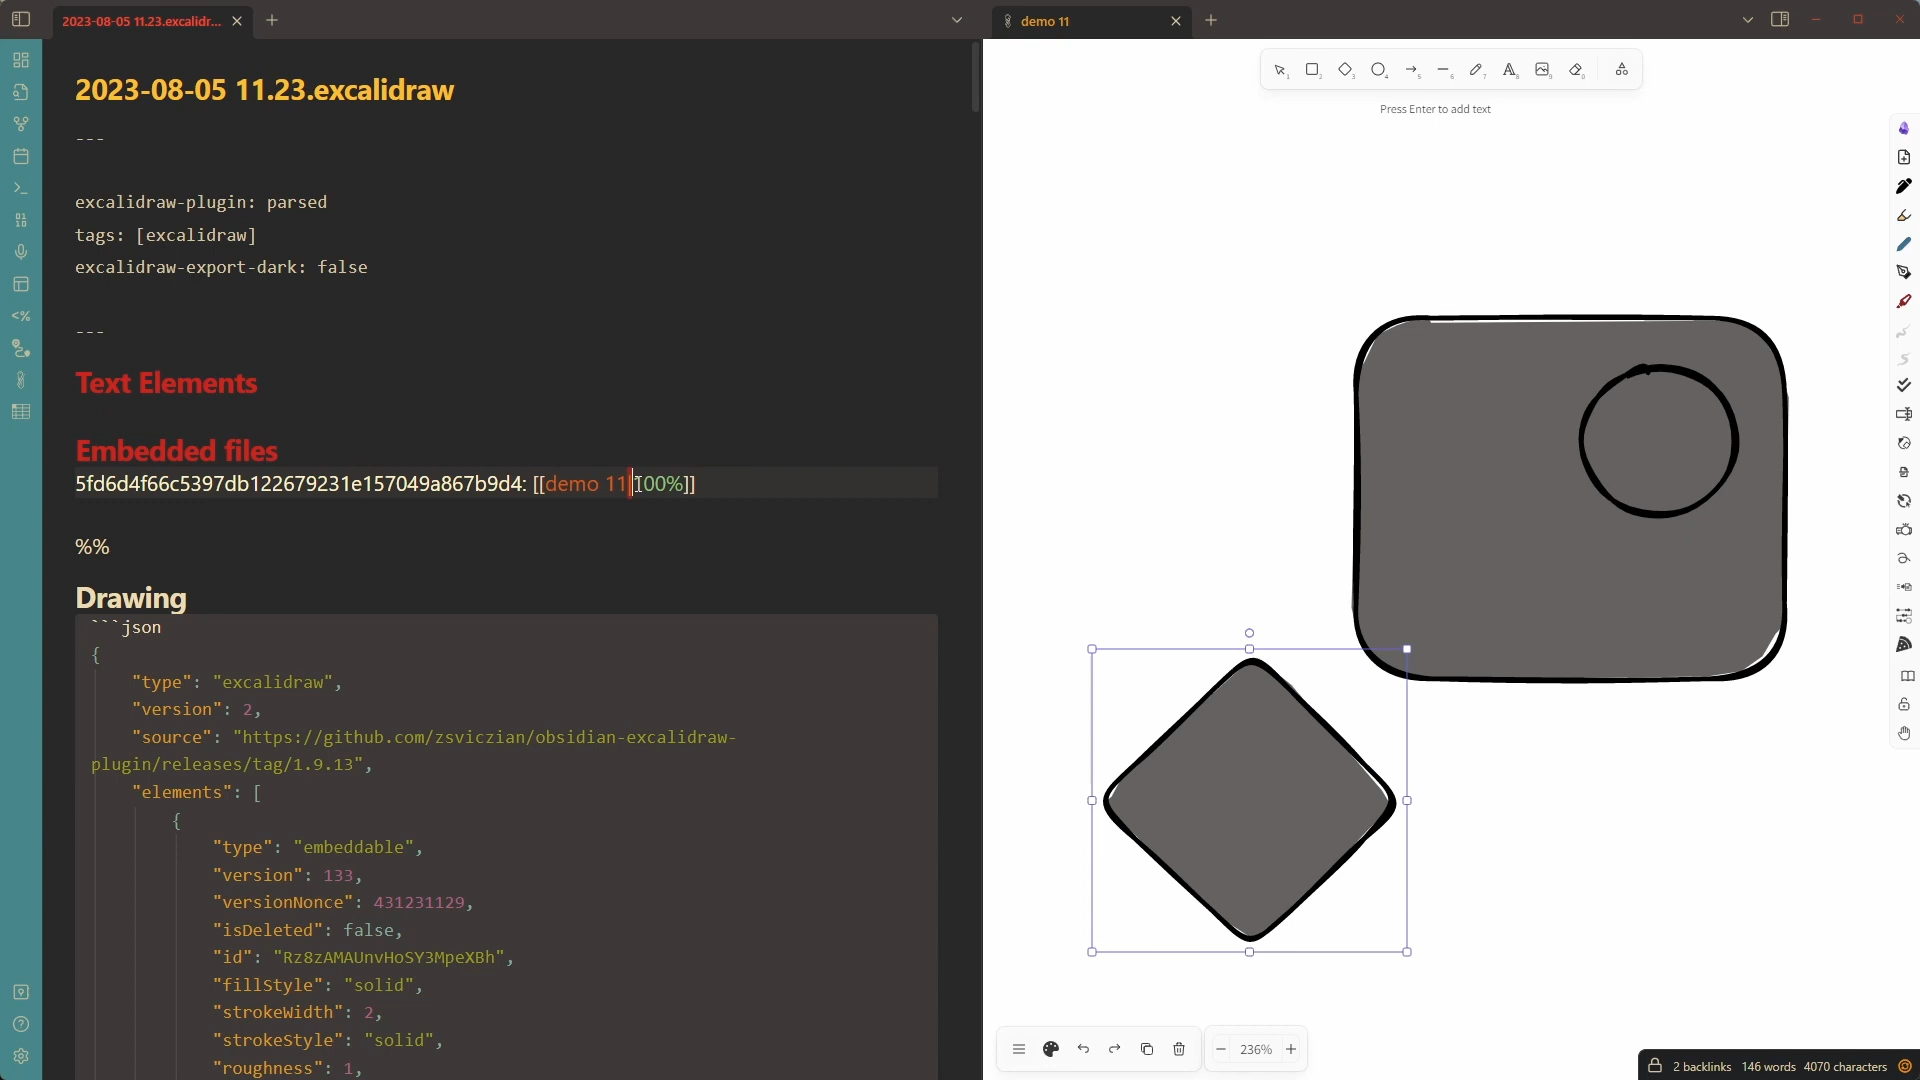 2023-08-05 11.23.excalidr...
demo 11
2023-08-05 11.23.excalidraw
---
excalidraw-plugin: parsed
tags: [excalidraw]
excalidraw-export-dark: false
---
Text Elements
Embedded files
5fd6d4f66c5397db122679231e157049a867b9d4: [[demo 11|100%]]
%%
Drawing
```json
{
"type": "excalidraw",
"version": 2,
"source": "https://github.com/zsviczian/obsidian-excalidraw-
plugin/releases/tag/1.9.13",
"elements": [
{
"type": "embeddable",
"version": 133,
"versionNonce": 431231129,
"isDeleted": false,
"id": "Rz8zAMAUnvHoSY3MpeXBh",
"fillStyle": "solid",
"strokeWidth": 2,
"strokeStyle": "solid",
"roughness": 1,
Press Enter to add text
236%
2 backlinks 146 words 4070 characters